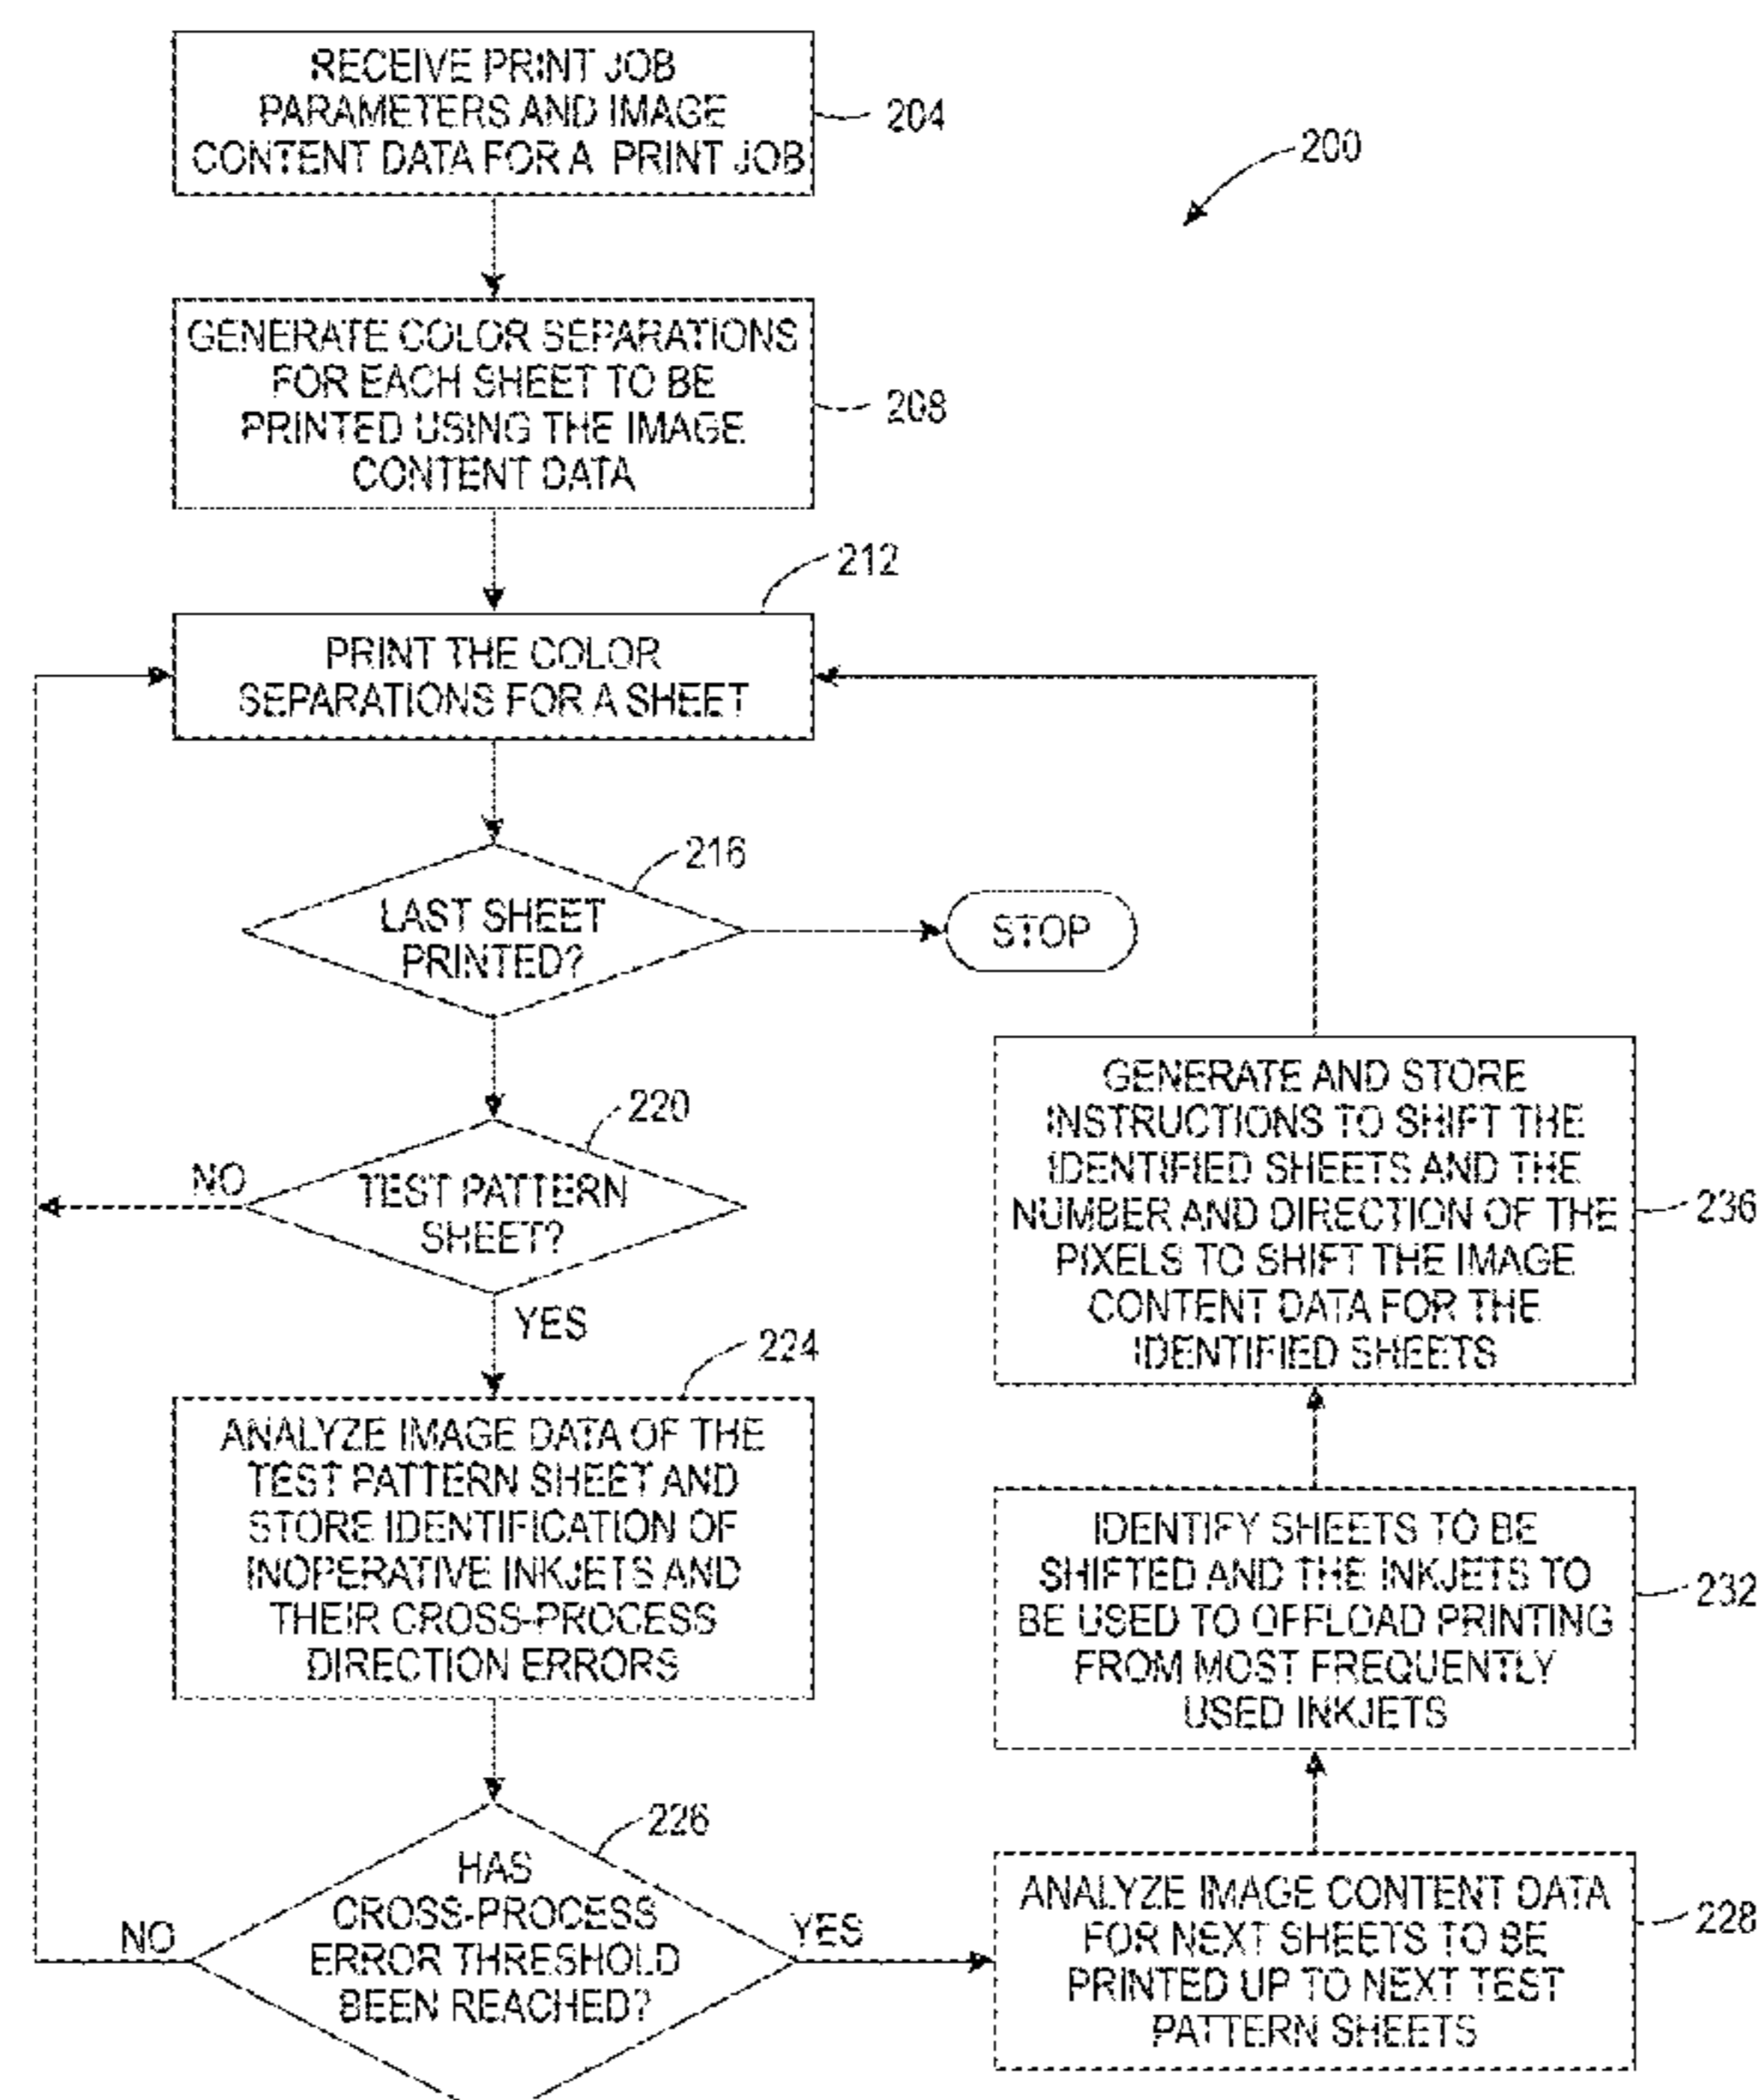 RECEIVE PRINT JOB
PARAMETERS AND IMAGE
CONTENT DATA FOR A PRINT JOB
204
200
GENERATE COLOR SEPARATIONS
FOR EACH SHEET TO BE
PRINTED USING THE IMAGE
CONTENT DATA
208
212
PRINT THE COLOR
SEPARATIONS FOR A SHEET
216
LAST SHEET
PRINTED?
STOP
220
NO
TEST PATTERN
SHEET?
YES
224
ANALYZE IMAGE DATA OF THE
TEST PATTERN SHEET AND
STORE IDENTIFICATION OF
INOPERATIVE INKJETS AND
THEIR CROSS-PROCESS
DIRECTION ERRORS
226
HAS
CROSS-PROCESS
ERROR THRESHOLD
BEEN REACHED?
NO
YES
ANALYZE IMAGE CONTENT DATA
FOR NEXT SHEETS TO BE
PRINTED UP TO NEXT TEST
PATTERN SHEETS
228
IDENTIFY SHEETS TO BE
SHIFTED AND THE INKJETS TO
BE USED TO OFFLOAD PRINTING
FROM MOST FREQUENTLY
USED INKJETS
232
GENERATE AND STORE
INSTRUCTIONS TO SHIFT THE
IDENTIFIED SHEETS AND THE
NUMBER AND DIRECTION OF THE
PIXELS TO SHIFT THE IMAGE
CONTENT DATA FOR THE
IDENTIFIED SHEETS
236